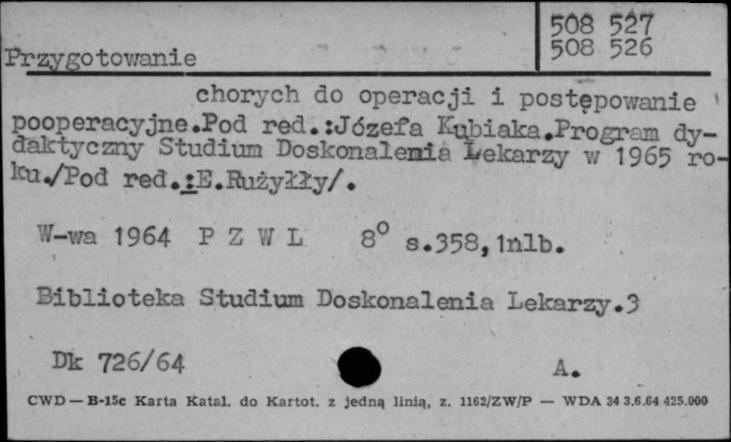 508 527
508 526
Przygotowanie
chorych do operacji i postępowanie
pooperacyjne.Pod red.:Józefa Kubiaka.Program dy-
daktyczny Studium Doskonalenia Lekarzy w 1965 ro-
ku./Pod red.:E.Rużyłły/.
W-wa 1964 P Z W L 8° s.358,1nlb.
Biblioteka Studium Doskonalenia Lekarzy.3
Dk 726/64 A.
CWD — B-15c Karta Katal. do Kartot. z jedną linią, z. 1162/ZW/P — WDA 34 3.6.64 425.000